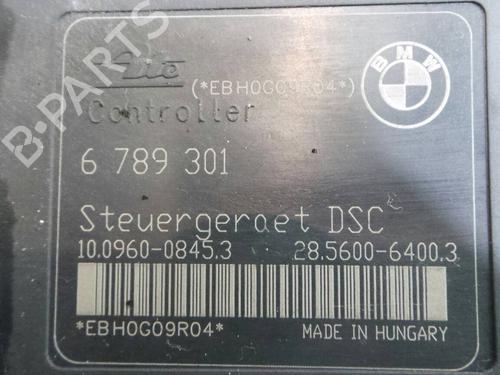 Ate
(*EBH0G09R04*)
BMW
Controller
6 789 301
Steuergeraet DSC
10.0960-0845.3 28.5600-6400.3
*EBH0G09R04* MADE IN HUNGARY
B-PARTS